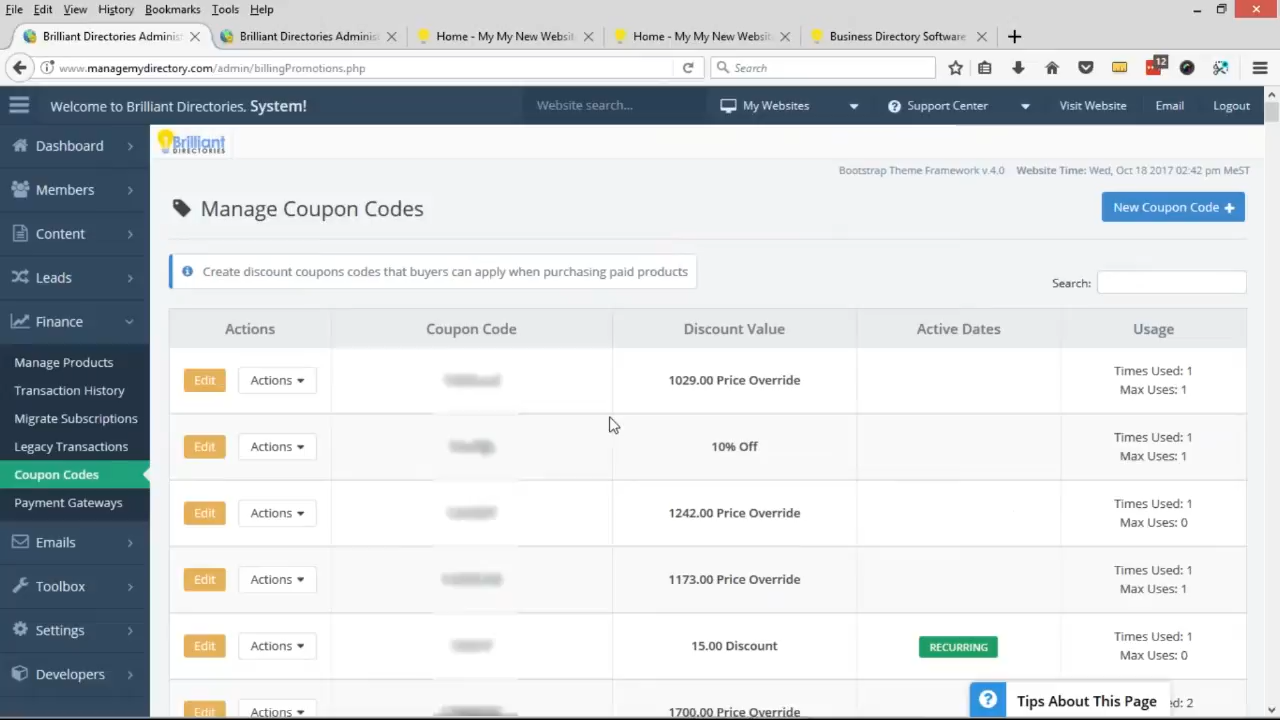 File Edit View History Bookmarks Tools Help
Brilliant Directories Administ
Brilliant Directories Administ
Home - My My New Websit
Home - My My New Websit
Business Directory Software
www.managemydirectory.com/admin/billingPromotions.php
Search
12
Welcome to Brilliant Directories, System!
Website search...
My Websites
Support Center
Visit Website
Email
Logout
Dashboard
Members
Content
Leads
Finance
Manage Products
Transaction History
Migrate Subscriptions
Legacy Transactions
Coupon Codes
Payment Gateways
Emails
Toolbox
Settings
Developers
Brilliant
DIRECTORIES
Bootstrap Theme Framework v.4.0 Website Time: Wed, Oct 18 2017 02:42 pm MeST
Manage Coupon Codes
New Coupon Code +
Create discount coupons codes that buyers can apply when purchasing paid products
Search:
Actions Coupon Code Discount Value Active Dates Usage
Edit Actions 1029.00 Price Override Times Used: 1
Max Uses: 1
Edit Actions 10% Off Times Used: 1
Max Uses: 1
Edit Actions 1242.00 Price Override Times Used: 1
Max Uses: 0
Edit Actions 1173.00 Price Override Times Used: 1
Max Uses: 1
Edit Actions 15.00 Discount RECURRING Times Used: 1
Max Uses: 0
Edit Actions 1700.00 Price Override ed: 2
? Tips About This Page